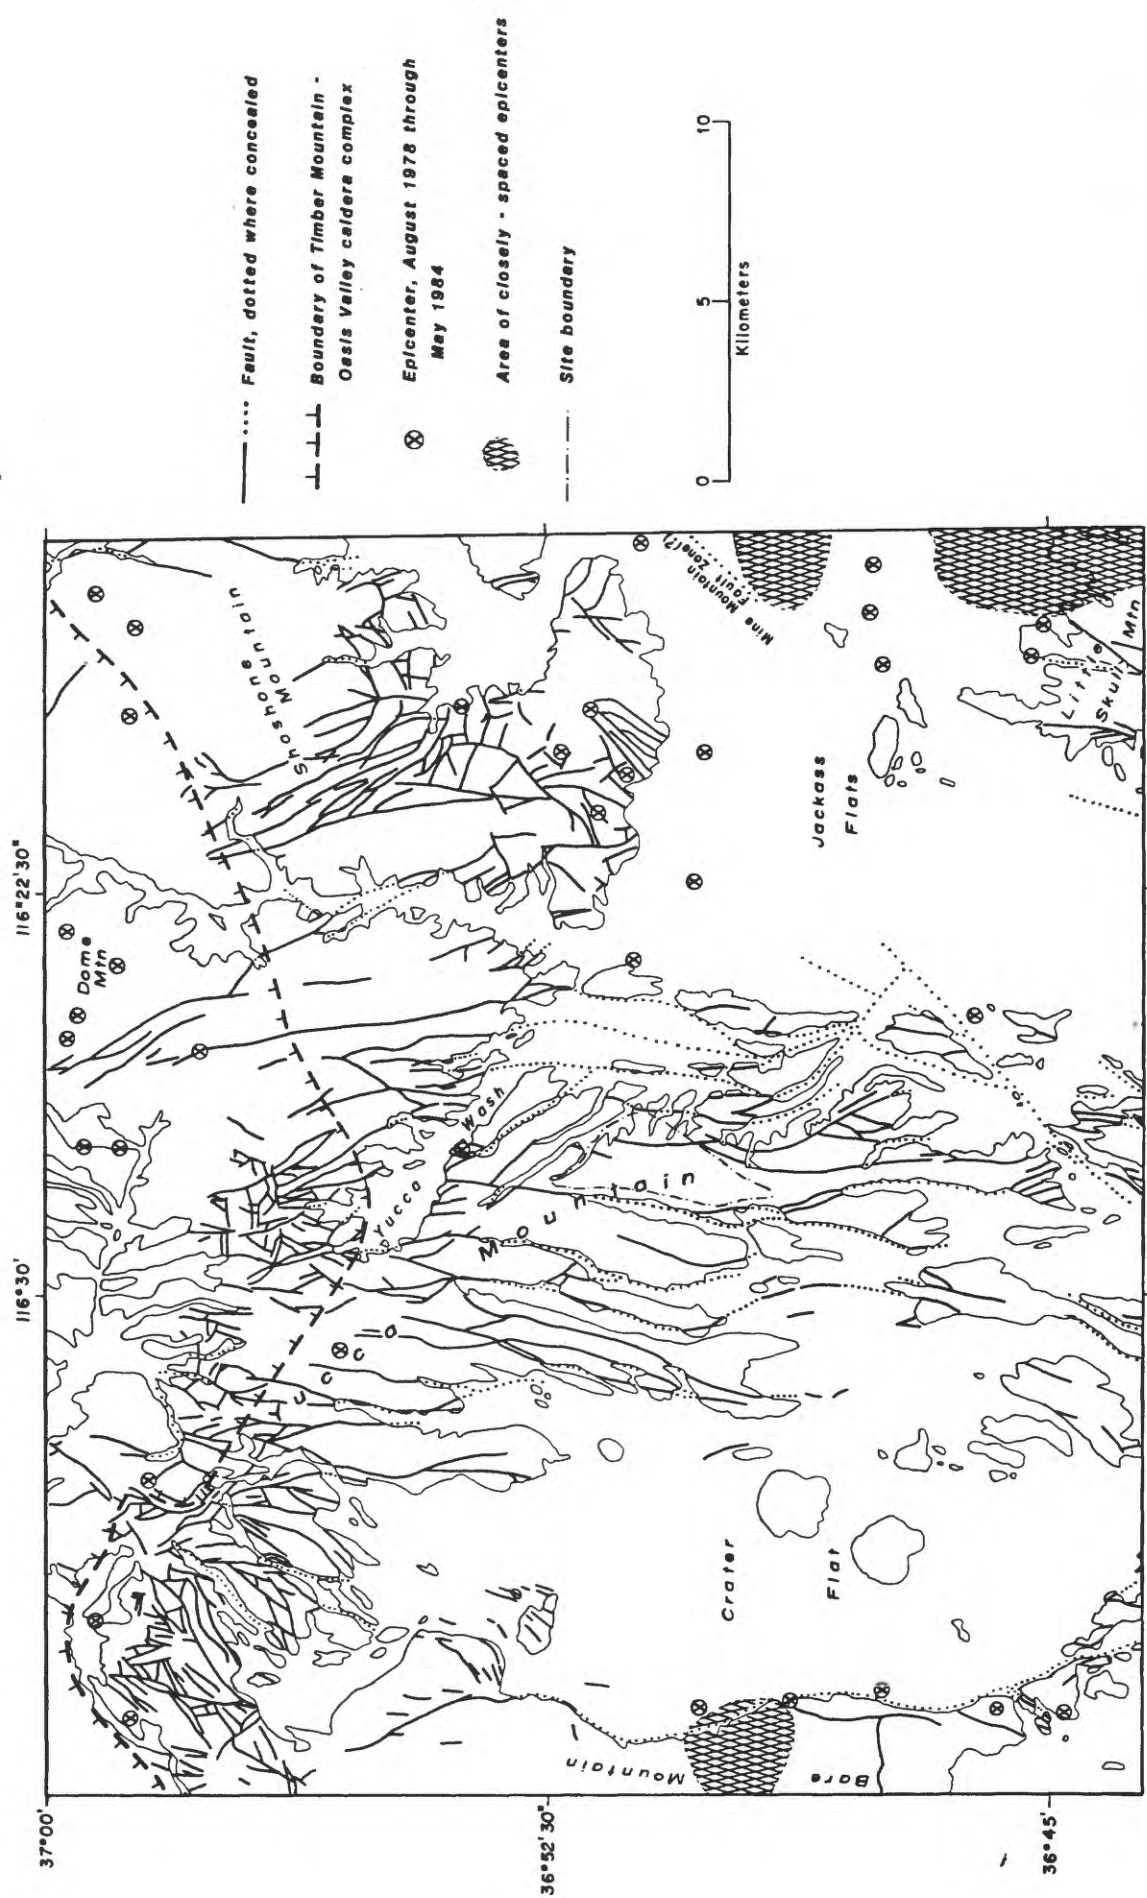 Fault, dotted where concealed
Boundary of Timber Mountain -
Oasis Valley caldera complex
Epicenter, August 1978 through
May 1984
Area of closely - spaced epicenters
Site boundary
0 5 10
Kilometers
116°22'30"
116°30'
37°00'
36°52'30"
36°45'
Dome
Mtn
Shoshone
Mountain
Mine Mountain
Fault Zone(?)
Jackass
Flats
Little
Skull Mtn
Yucca Wash
Yucca
Mountain
Crater
Flat
Bare Mountain